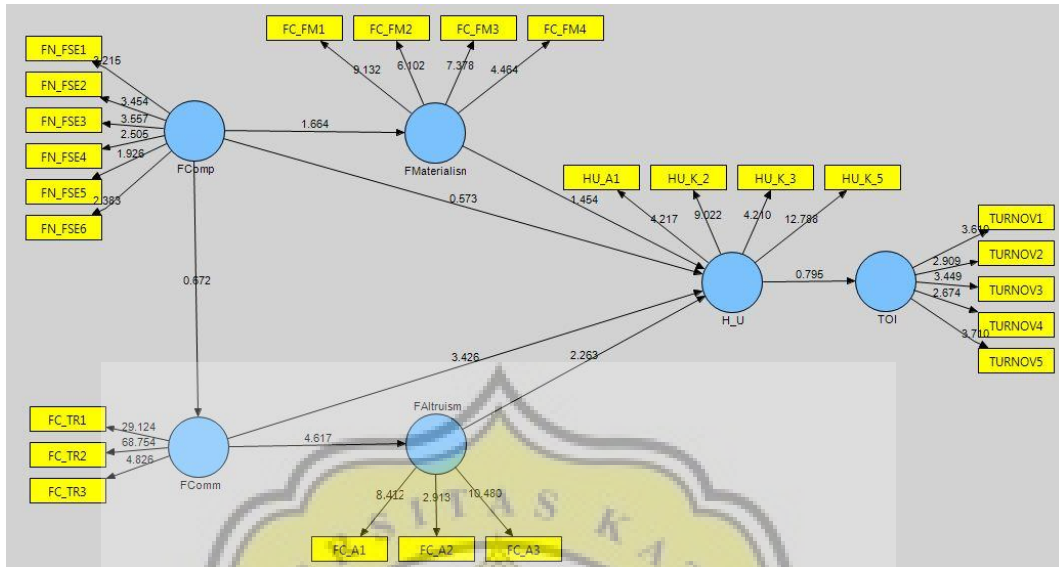 FC_FM1
FC_FM2
FC_FM3
FC_FM4
9.132
6.102
7.378
4.464
FN_FSE1
FN_FSE2
FN_FSE3
FN_FSE4
FN_FSE5
FN_FSE6
3.454
3.557
2.505
1.926
2.383
FComp
1.664
FMaterialism
0.573
1.454
HU_A1
HU_K_2
HU_K_3
HU_K_5
4.217
9.022
4.210
12.788
H_U
0.795
TOI
TURNOV1
TURNOV2
TURNOV3
TURNOV4
TURNOV5
2.909
3.449
2.674
3.710
0.672
3.426
2.263
FC_TR1
FC_TR2
FC_TR3
29.124
68.754
4.826
FComm
4.617
FAltruism
8.412
2.913
10.480
FC_A1
FC_A2
FC_A3
SITAS KA